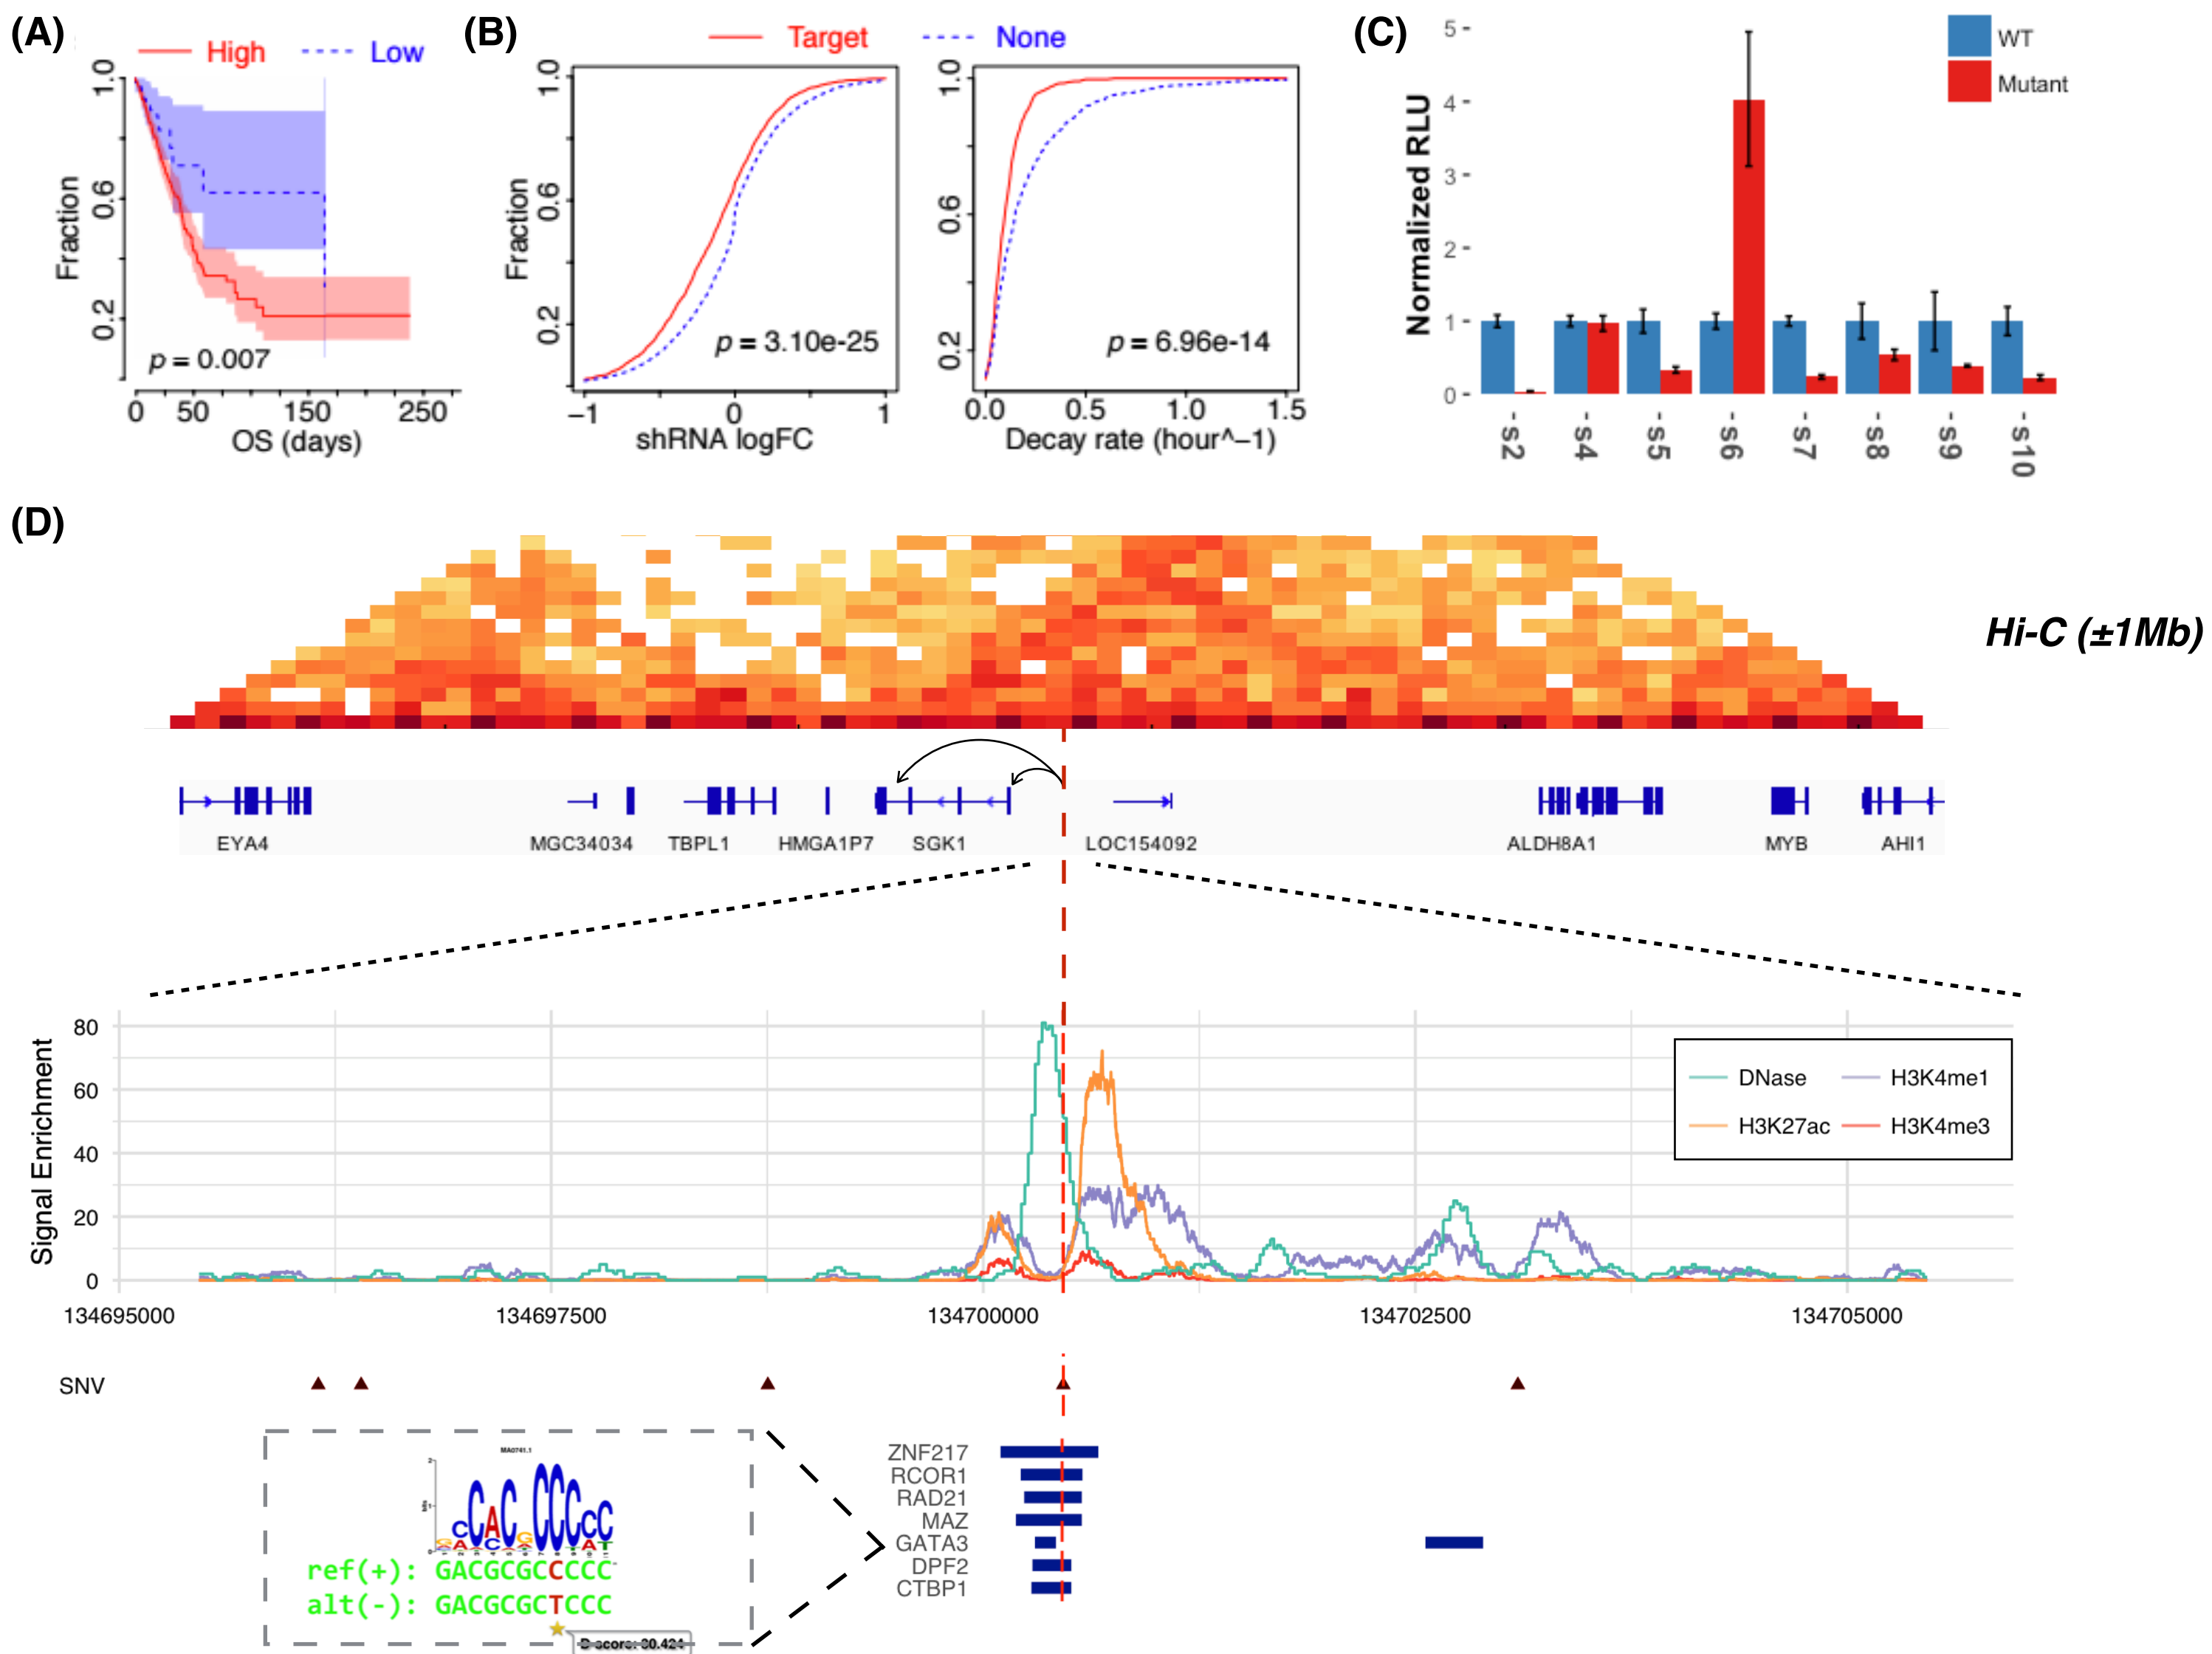 (A)
High
Low
Fraction
1.0
0.6
0.2
p = 0.007
0 50 150 250
OS (days)
(B)
Target
None
Fraction
1.0
0.6
0.2
p = 3.10e-25
−1 0 1
shRNA logFC
1.0
0.6
0.2
p = 6.96e-14
0.0 0.5 1.0 1.5
Decay rate (hour^−1)
(C)
WT
Mutant
Normalized RLU
5
4
3
2
1
0
s2 s4 s5 s6 s7 s8 s9 s10
(D)
Hi-C (±1Mb)
EYA4 MGC34034 TBPL1 HMGA1P7 SGK1 LOC154092 ALDH8A1 MYB AHI1
Signal Enrichment
80
60
40
20
0
DNase H3K4me1
H3K27ac H3K4me3
134695000 134697500 134700000 134702500 134705000
SNV
ZNF217
RCOR1
RAD21
MAZ
GATA3
DPF2
CTBP1
MA0741.1
ref(+): GACGCGCCCCC
alt(-): GACGCGCTCCC
D-score: 30.424